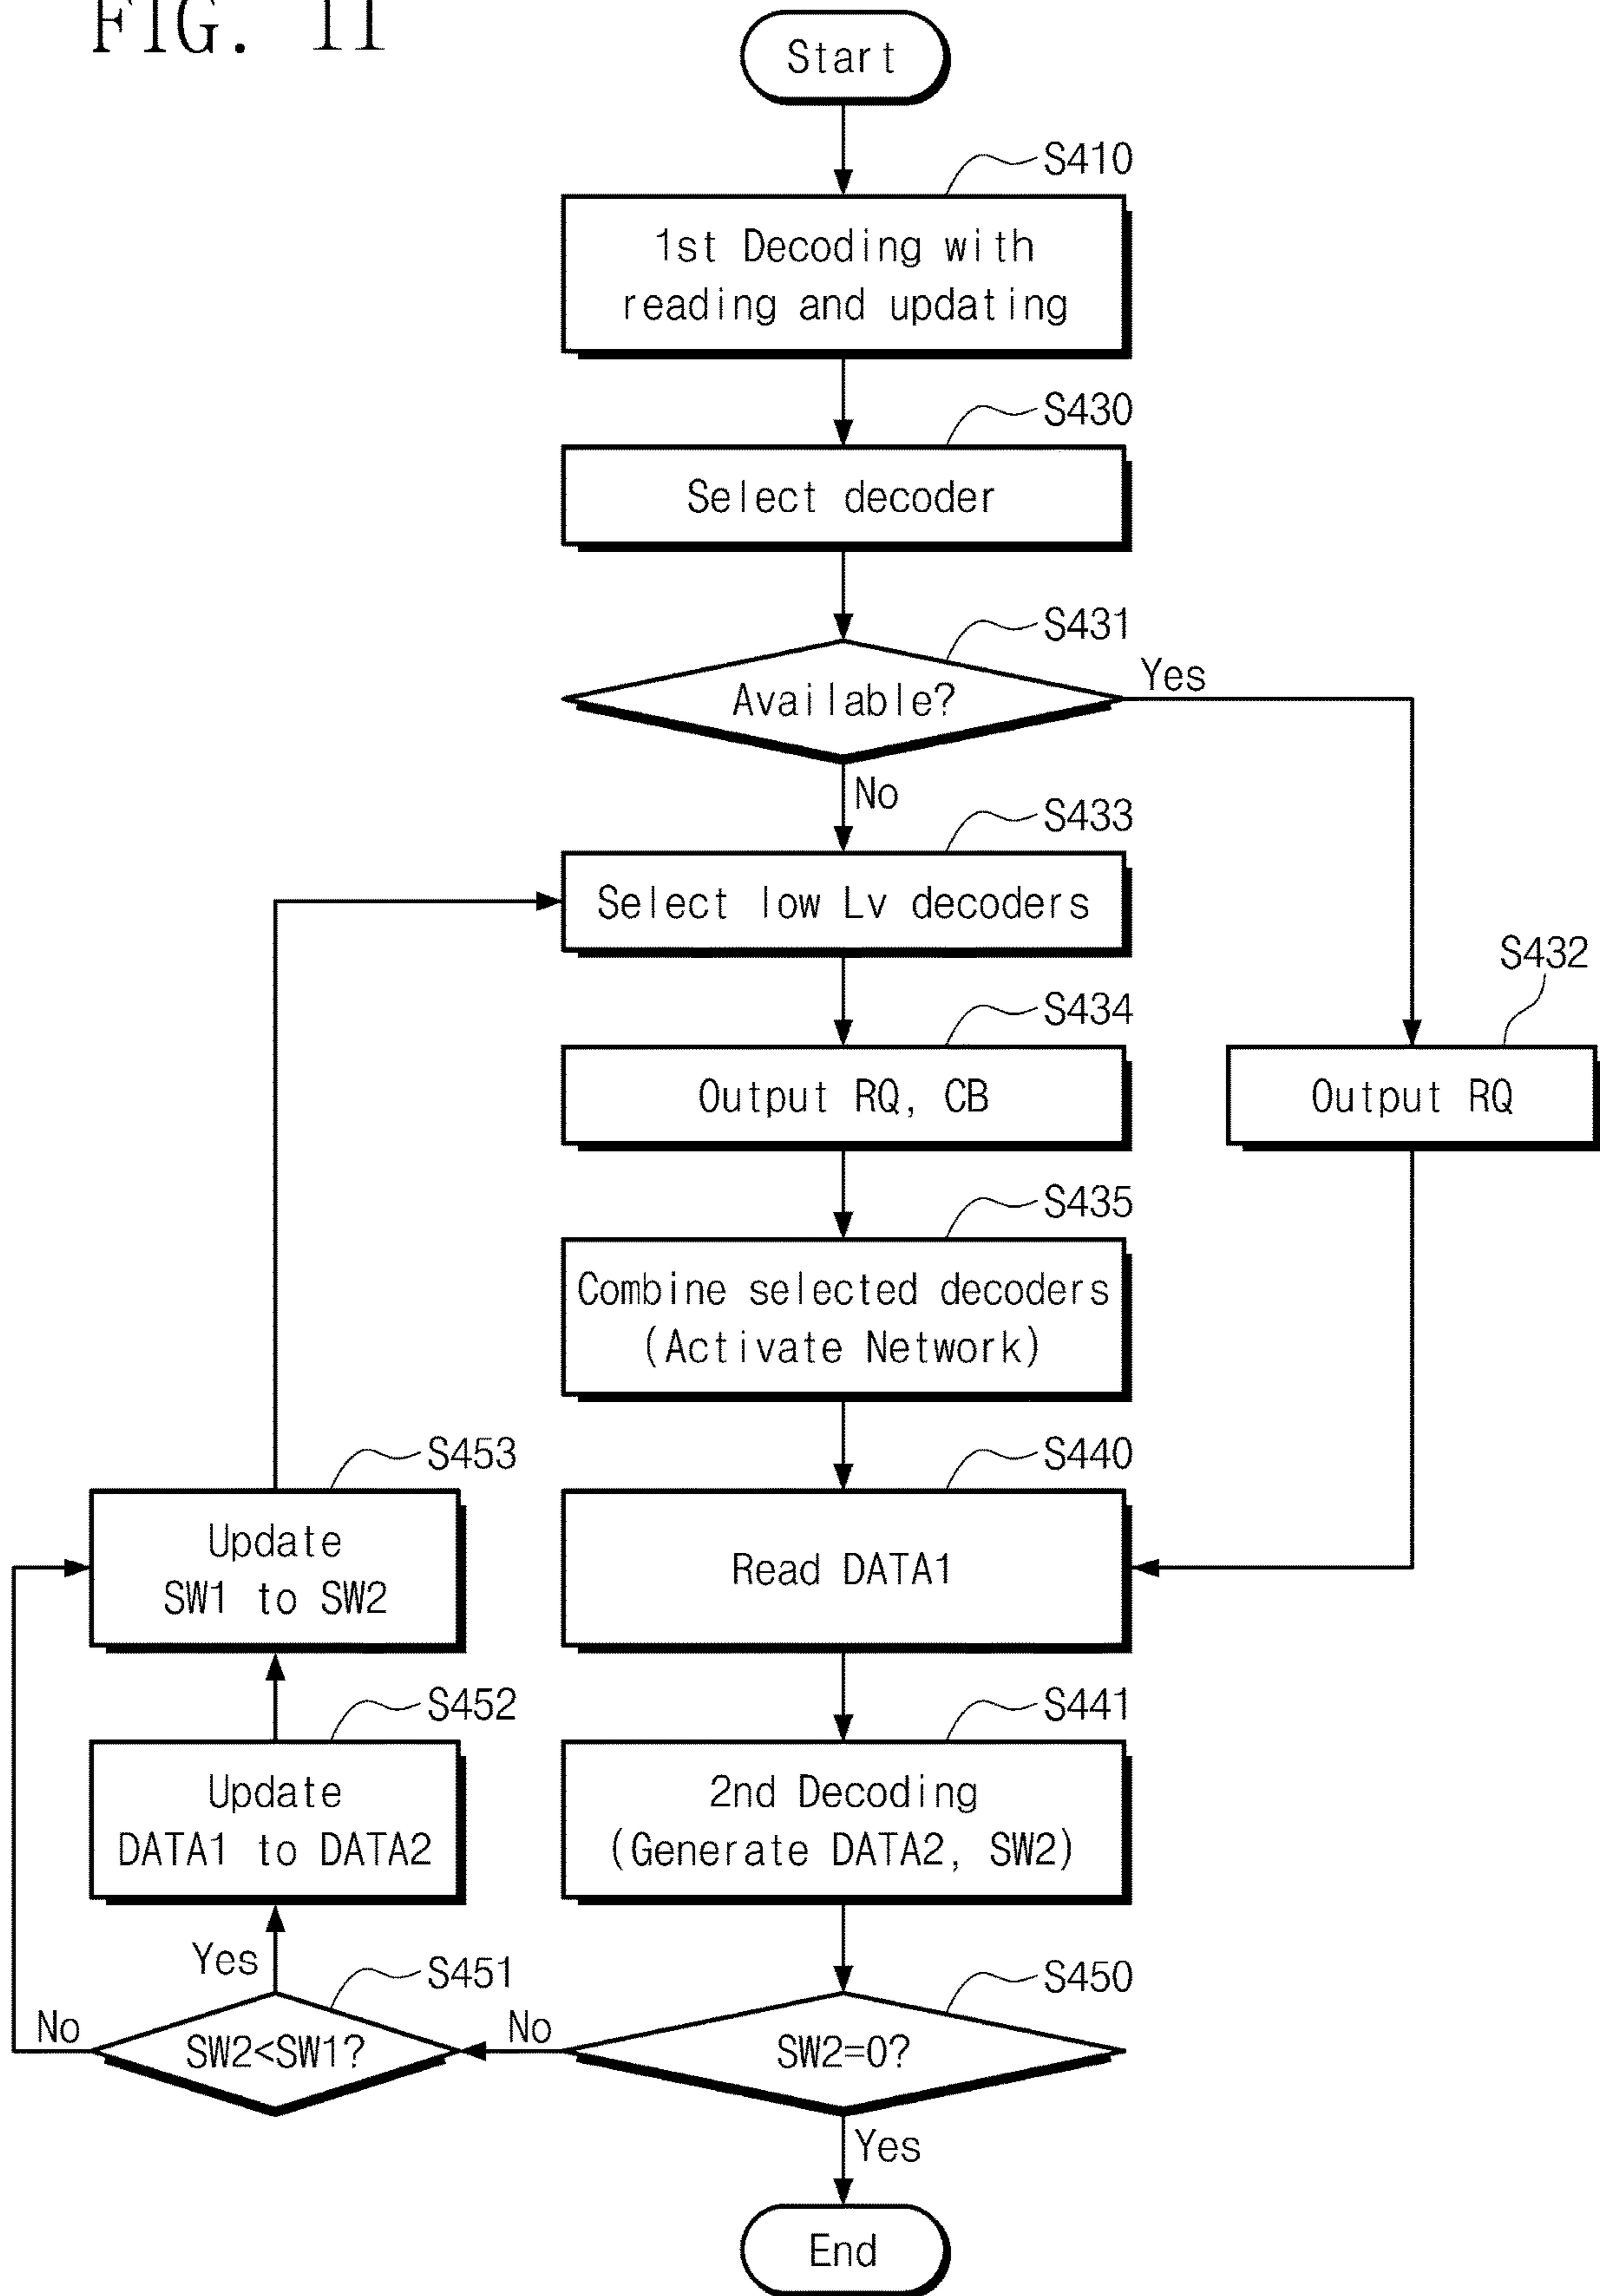 FIG. 11
Start
S410
1st Decoding with
reading and updating
S430
Select decoder
S431
Available?
Yes
No
S433
Select low Lv decoders
S432
S434
Output RQ, CB
Output RQ
S435
Combine selected decoders
(Activate Network)
S453
S440
Update
SW1 to SW2
Read DATA1
S452
S441
Update
DATA1 to DATA2
2nd Decoding
(Generate DATA2, SW2)
Yes
S451
S450
No
SW2<SW1?
No
SW2=0?
Yes
End